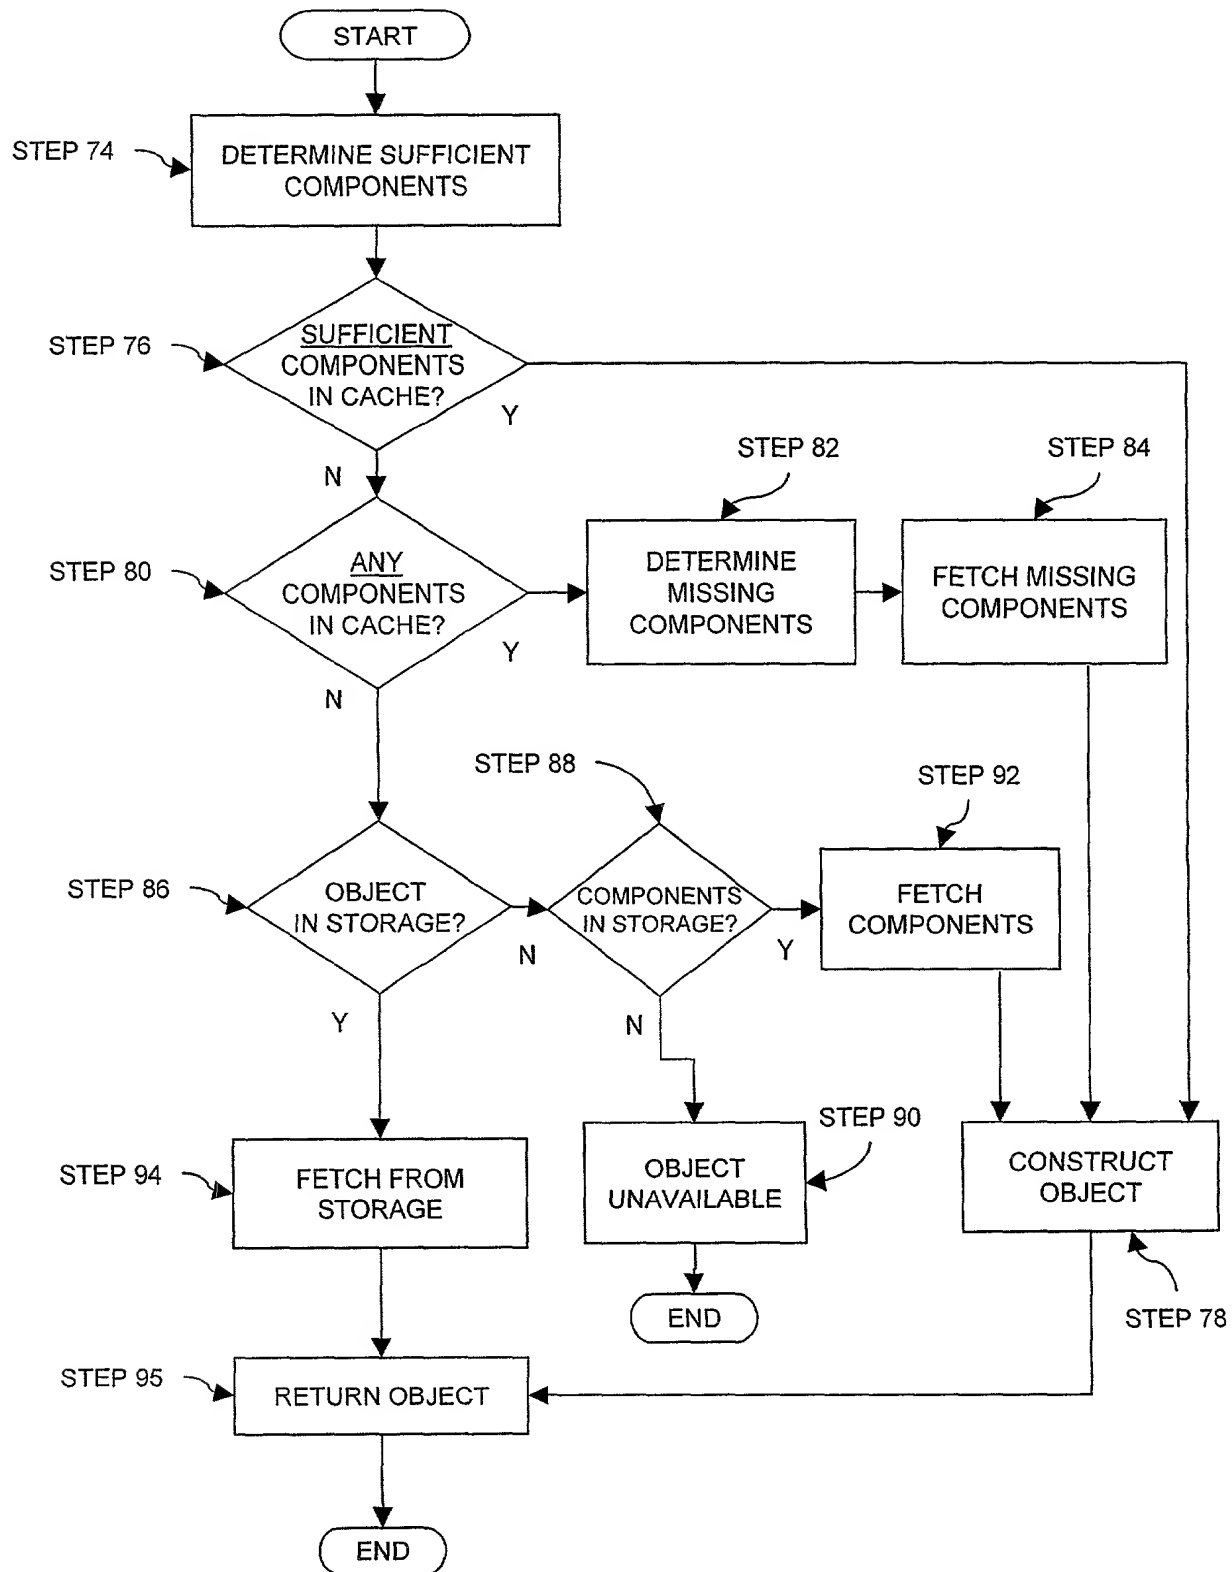 START
STEP 74
DETERMINE SUFFICIENT
COMPONENTS
STEP 76
SUFFICIENT
COMPONENTS
IN CACHE?
Y
N
STEP 82
STEP 84
STEP 80
ANY
COMPONENTS
IN CACHE?
Y
N
DETERMINE
MISSING
COMPONENTS
FETCH MISSING
COMPONENTS
STEP 88
STEP 92
STEP 86
OBJECT
IN STORAGE?
N
Y
COMPONENTS
IN STORAGE?
Y
N
FETCH
COMPONENTS
STEP 94
FETCH FROM
STORAGE
OBJECT
UNAVAILABLE
STEP 90
CONSTRUCT
OBJECT
END
STEP 78
STEP 95
RETURN OBJECT
END